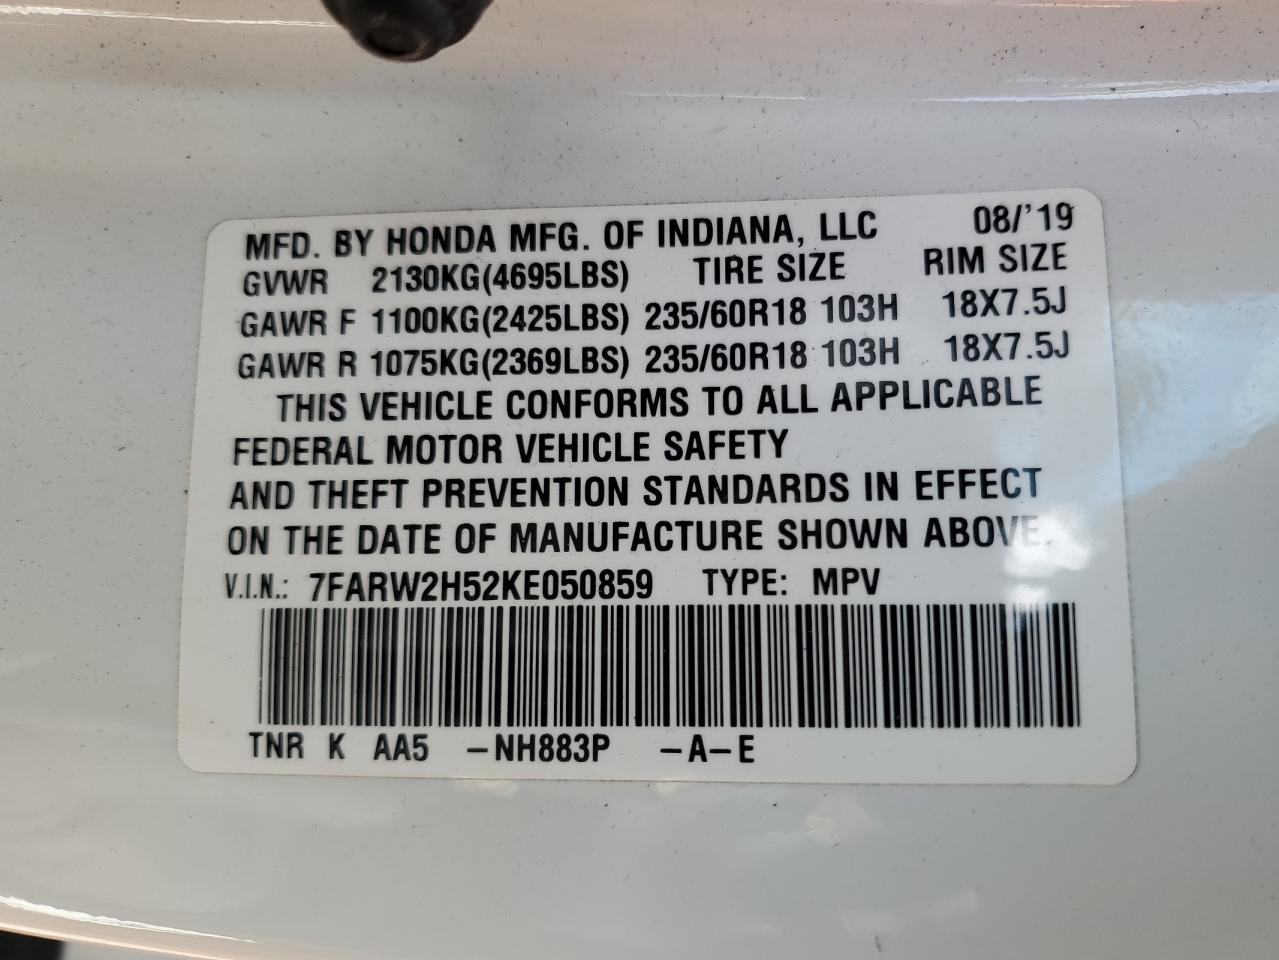 MFD. BY HONDA MFG. OF INDIANA, LLC 08/'19
GVWR 2130KG(4695LBS) TIRE SIZE RIM SIZE
GAWR F 1100KG(2425LBS) 235/60R18 103H 18X7.5J
GAWR R 1075KG(2369LBS) 235/60R18 103H 18X7.5J
THIS VEHICLE CONFORMS TO ALL APPLICABLE
FEDERAL MOTOR VEHICLE SAFETY
AND THEFT PREVENTION STANDARDS IN EFFECT
ON THE DATE OF MANUFACTURE SHOWN ABOVE.
V.I.N.: 7FARW2H52KE050859 TYPE: MPV
TNR K AA5 -NH883P -A-E